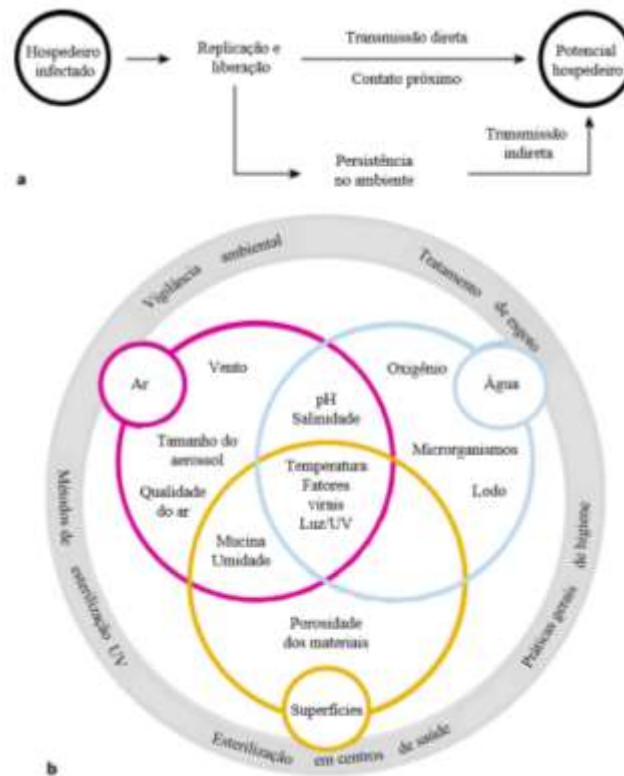 Hospedeiro
infectado
Replicação e
liberação
Transmissão direta
Contato próximo
Potencial
hospedeiro
Transmissão
indireta
Persistência
no ambiente
a
Vigilância ambiental
Tratamento de esgoto
Ar
Vento
Oxigênio
Água
pH
Salinidade
Tamanho do
aerossol
Microrganismos
Temperatura
Fatores
virais
Luz/UV
Qualidade
do ar
Lodo
Mucina
Umidade
Métodos de esterilização UV
Práticas gerais de higiene
Porosidade
dos materiais
Superfícies
Esterilização em centros de saúde
b